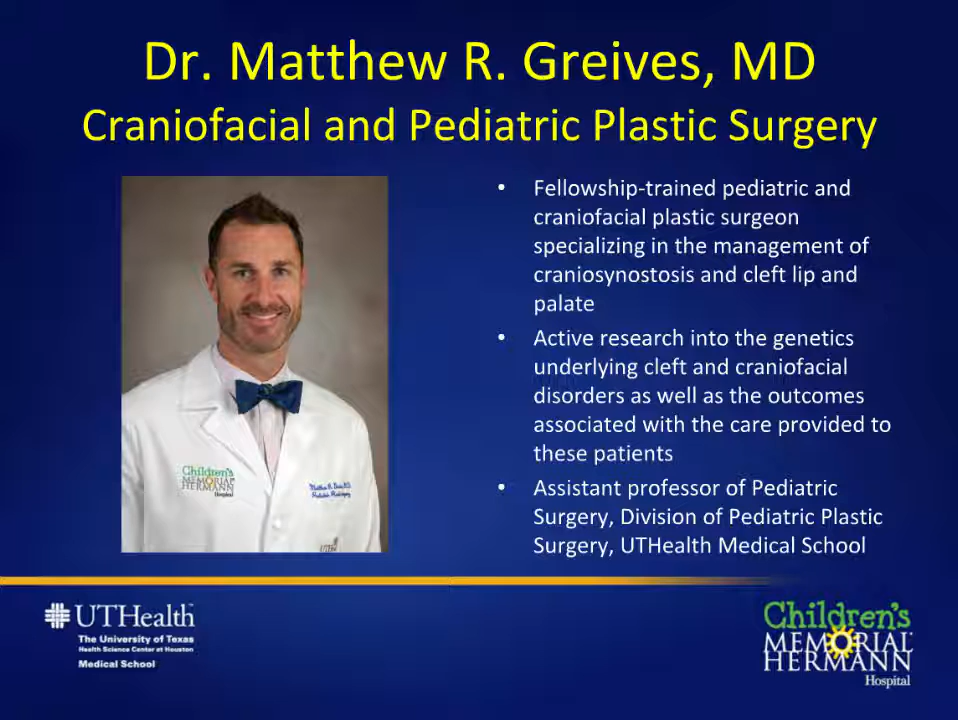 Dr. Matthew R. Greives, MD
Craniofacial and Pediatric Plastic Surgery
• Fellowship-trained pediatric and
craniofacial plastic surgeon
specializing in the management of
craniosynostosis and cleft lip and
palate
• Active research into the genetics
underlying cleft and craniofacial
disorders as well as the outcomes
associated with the care provided to
these patients
• Assistant professor of Pediatric
Surgery, Division of Pediatric Plastic
Surgery, UTHealth Medical School
Children's
MEMORIAL
HERMANN
Hospital
UTHealth
The University of Texas
Health Science Center at Houston
Medical School
Children's
MEMORIAL
HERMANN
Hospital